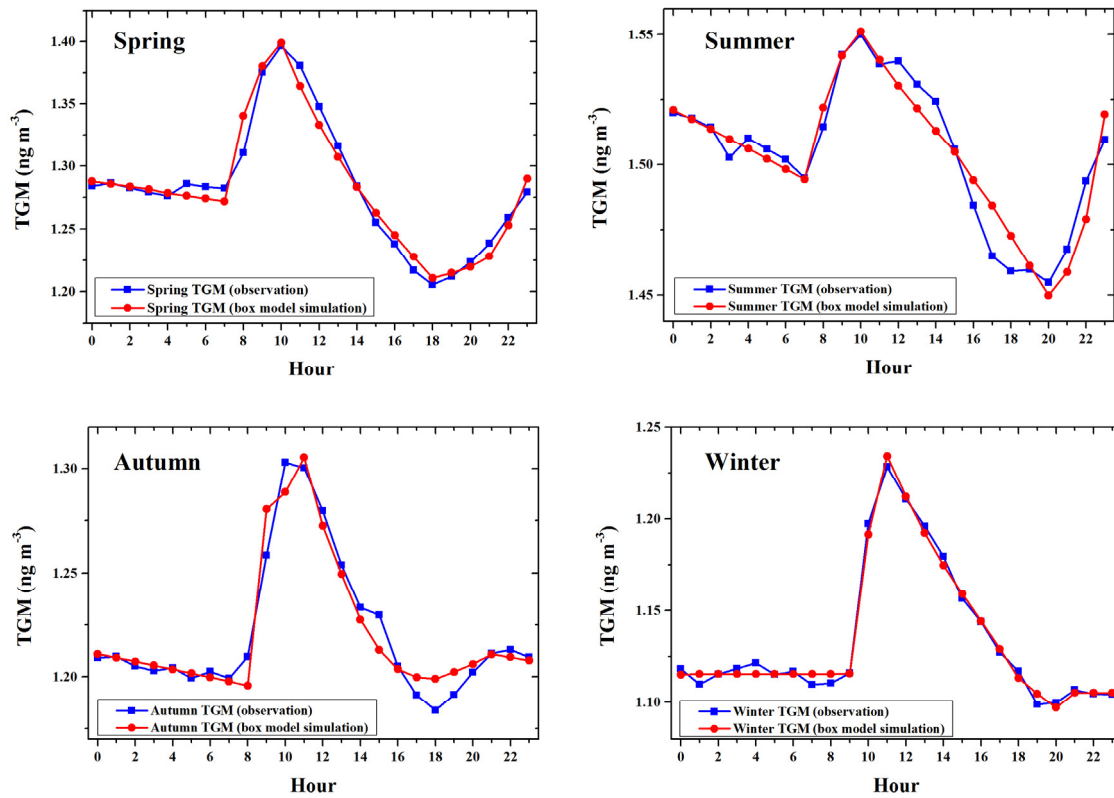 Spring
TGM (ng m⁻³)
1.40
1.35
1.30
1.25
1.20
Spring TGM (observation)
Spring TGM (box model simulation)
0 2 4 6 8 10 12 14 16 18 20 22
Hour
Summer
TGM (ng m⁻³)
1.55
1.50
1.45
Summer TGM (observation)
Summer TGM (box model simulation)
0 2 4 6 8 10 12 14 16 18 20 22
Hour
Autumn
TGM (ng m⁻³)
1.30
1.25
1.20
Autumn TGM (observation)
Autumn TGM (box model simulation)
0 2 4 6 8 10 12 14 16 18 20 22
Hour
Winter
TGM (ng m⁻³)
1.25
1.20
1.15
1.10
Winter TGM (observation)
Winter TGM (box model simulation)
0 2 4 6 8 10 12 14 16 18 20 22
Hour